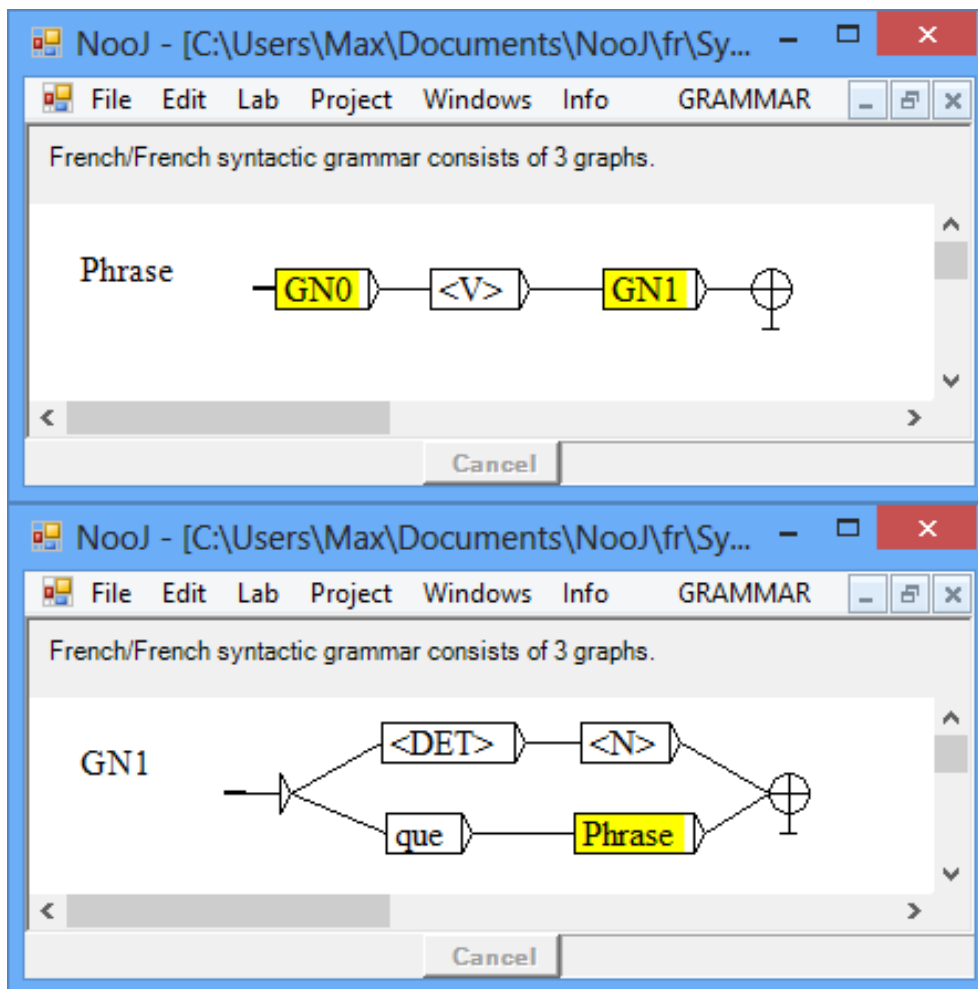 NooJ - [C:\Users\Max\Documents\NooJ\fr\Sy...
File Edit Lab Project Windows Info GRAMMAR
French/French syntactic grammar consists of 3 graphs.
Phrase GN0 <V> GN1
Cancel
NooJ - [C:\Users\Max\Documents\NooJ\fr\Sy...
File Edit Lab Project Windows Info GRAMMAR
French/French syntactic grammar consists of 3 graphs.
<DET> <N>
GN1
que Phrase
Cancel